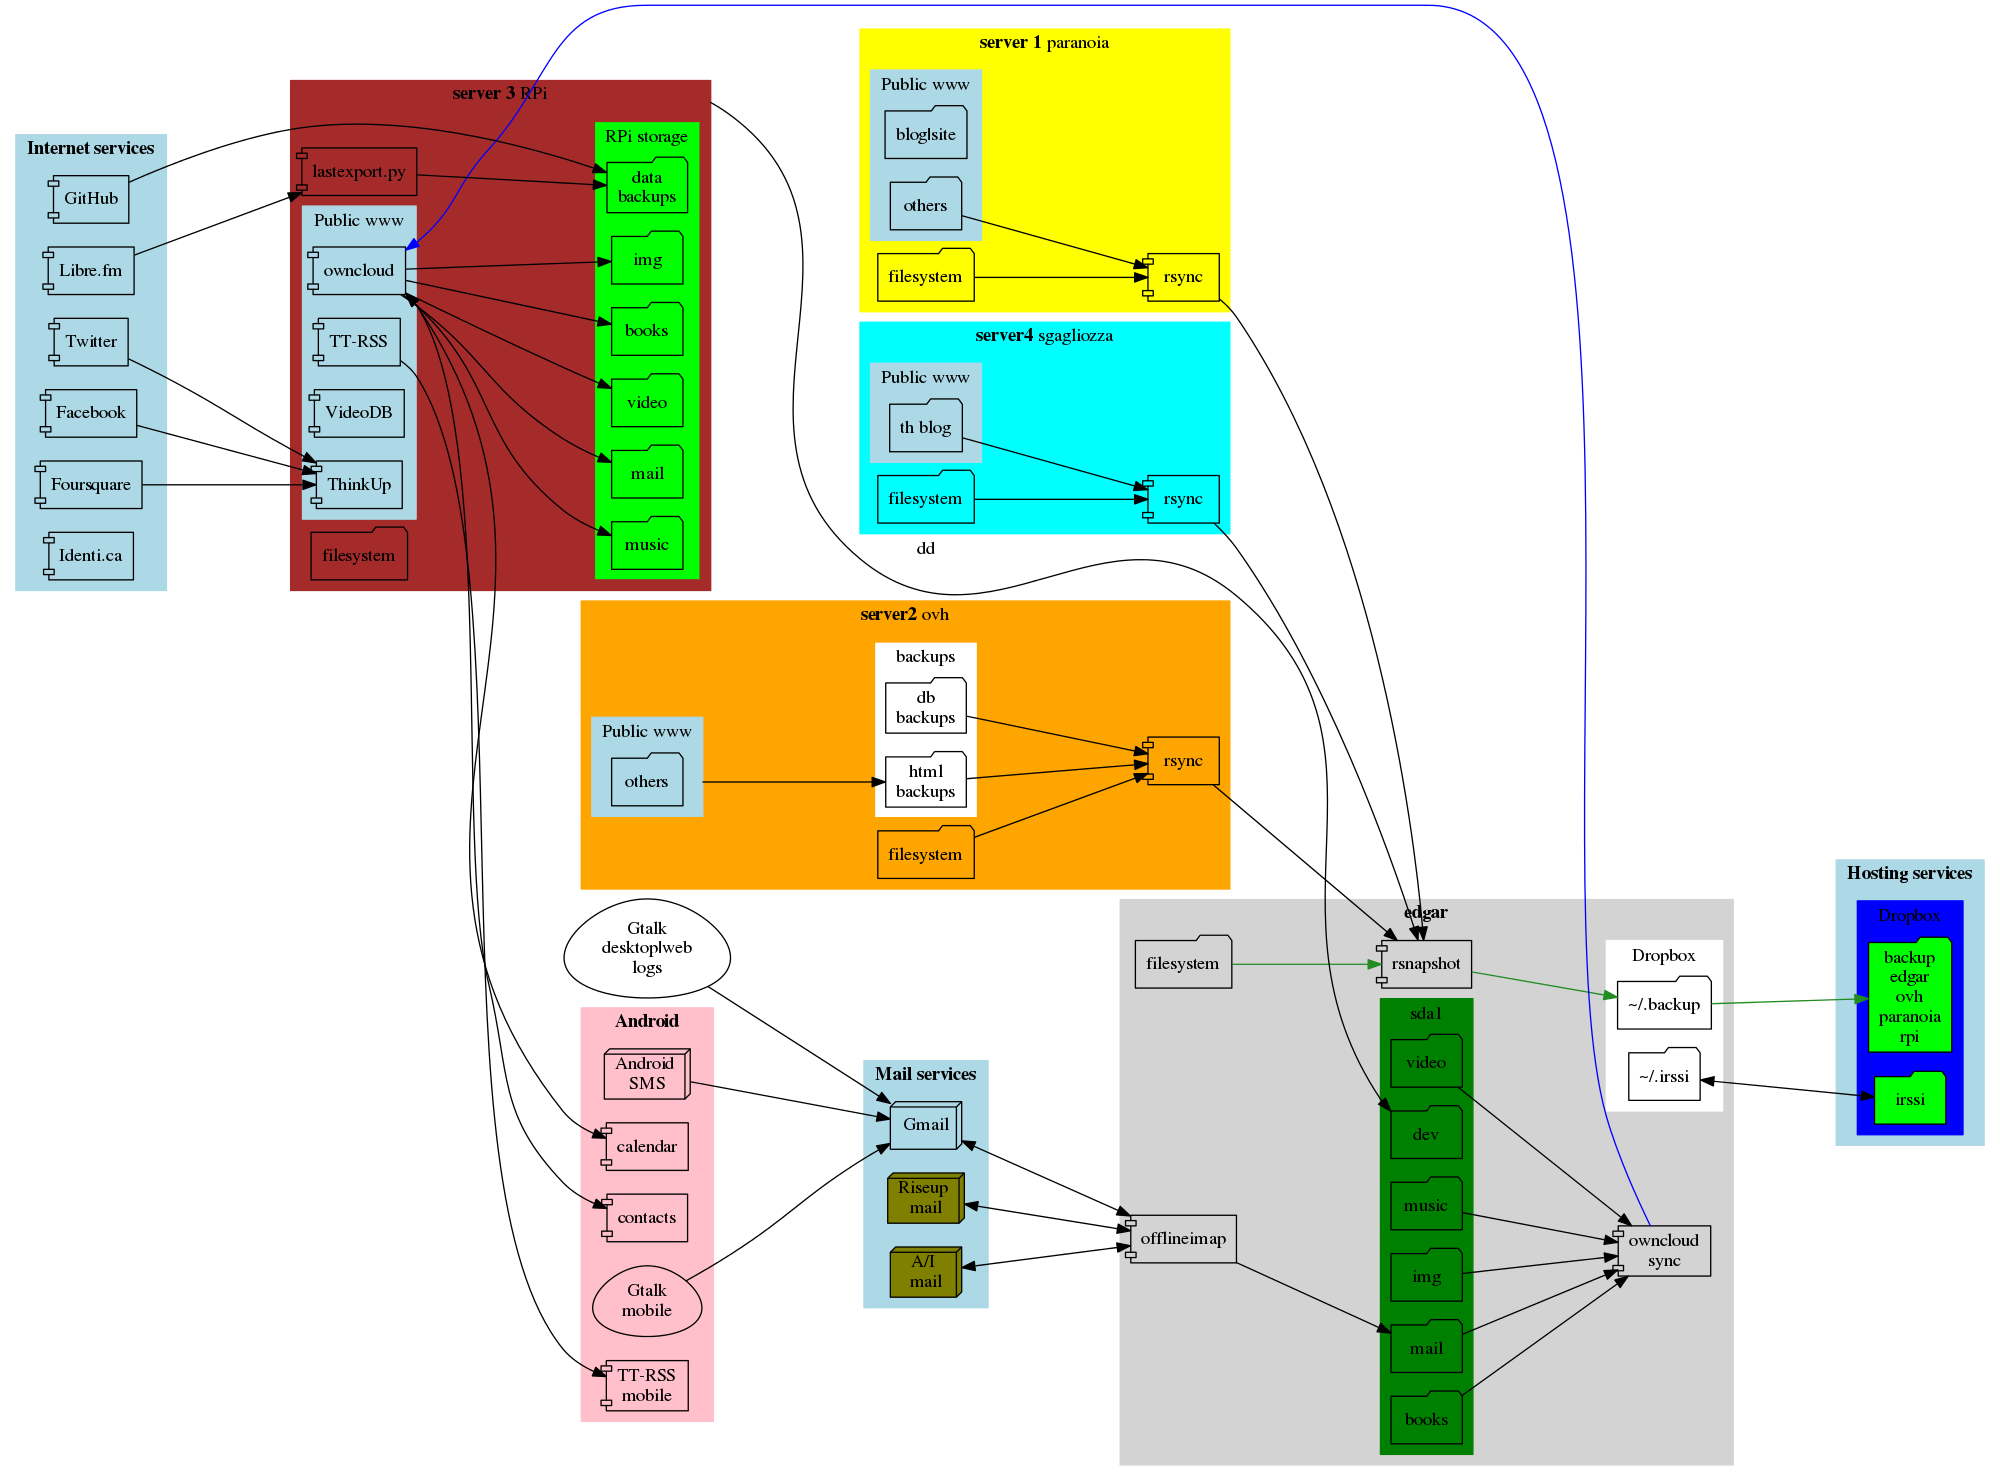 Internet services
GitHub
Libre.fm
Twitter
Facebook
Foursquare
Identi.ca
server 3 RPi
lastexport.py
Public www
owncloud
TT-RSS
VideoDB
ThinkUp
filesystem
RPi storage
data
backups
img
books
video
mail
music
server 1 paranoia
Public www
blog|site
others
filesystem
rsync
server4 sgagliozza
Public www
th blog
filesystem
rsync
dd
server2 ovh
Public www
others
backups
db
backups
html
backups
filesystem
rsync
Gtalk
desktop|web
logs
Android
Android
SMS
calendar
contacts
Gtalk
mobile
TT-RSS
mobile
Mail services
Gmail
Riseup
mail
A/I
mail
edgar
filesystem
rsnapshot
offlineimap
sda1
video
dev
music
img
mail
books
Dropbox
~/.backup
~/.irssi
owncloud
sync
Hosting services
Dropbox
backup
edgar
ovh
paranoia
rpi
irssi